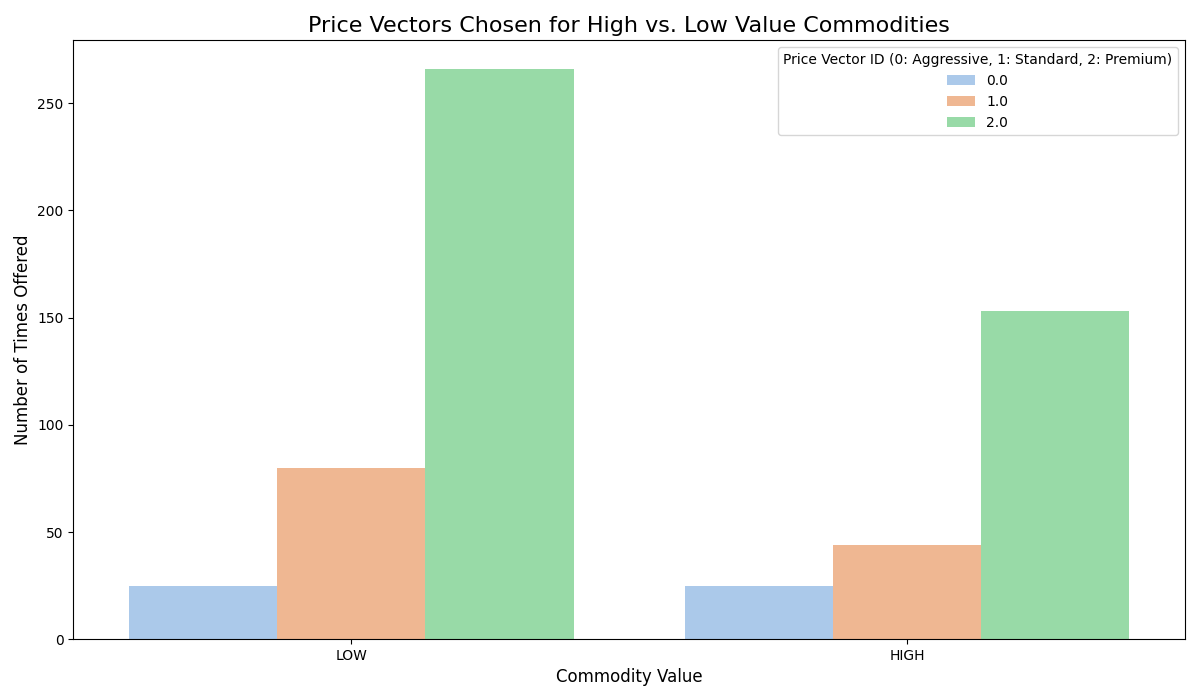 Price Vectors Chosen for High vs. Low Value Commodities
Price Vector ID (0: Aggressive, 1: Standard, 2: Premium)
0.0
1.0
2.0
Number of Times Offered
250
200
150
100
50
0
LOW
HIGH
Commodity Value